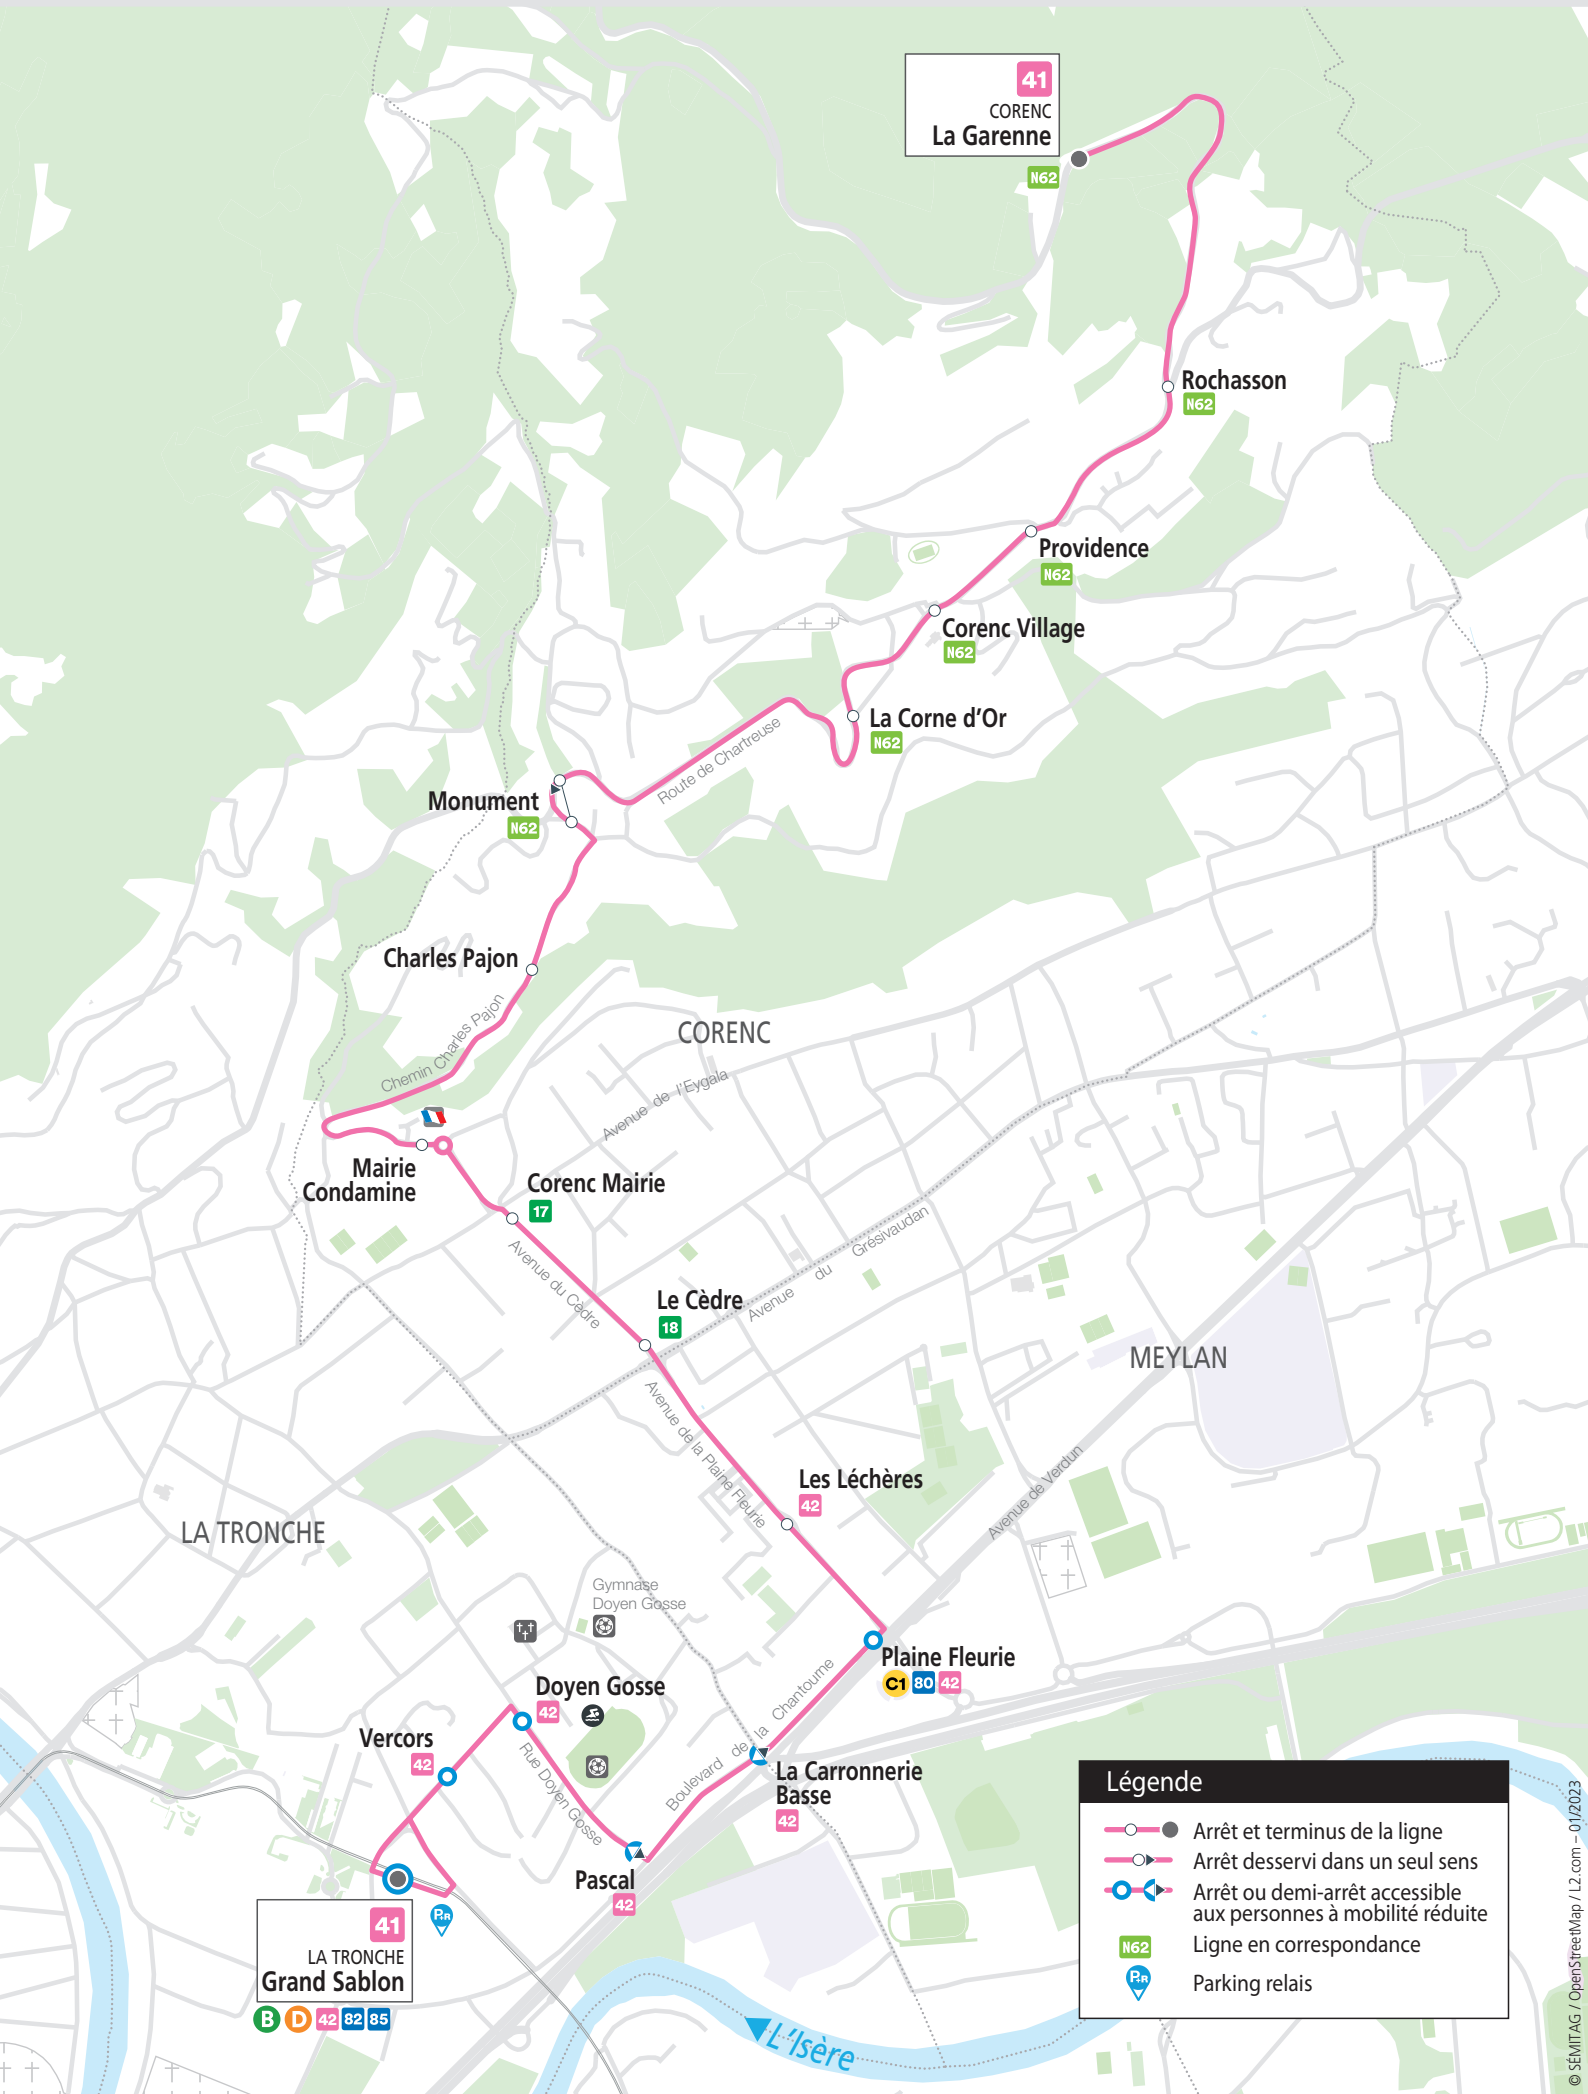 41
CORENC
La Garenne
N62
Rochasson
N62
Providence
N62
Corenc Village
N62
La Corne d'Or
N62
Route de Chartreuse
Monument
N62
Charles Pajon
Chemin Charles Pajon
CORENC
Avenue de l'Eygala
Mairie
Condamine
Corenc Mairie
17
Avenue du Cèdre
Avenue du Grésivaudan
Le Cèdre
18
MEYLAN
Avenue de la Plaine Fleurie
Les Léchères
42
Avenue de Verdun
LA TRONCHE
Gymnase
Doyen Gosse
Plaine Fleurie
C1 80 42
Doyen Gosse
42
Vercors
42
Rue Doyen Gosse
Boulevard de la Chantourne
La Carronnerie
Basse
42
Pascal
42
P+R
41
LA TRONCHE
Grand Sablon
B D 42 82 85
L'Isère
Légende
Arrêt et terminus de la ligne
Arrêt desservi dans un seul sens
Arrêt ou demi-arrêt accessible
aux personnes à mobilité réduite
N62 Ligne en correspondance
P+R Parking relais
© SÉMITAG / OpenStreetMap / L2.com – 01/2023